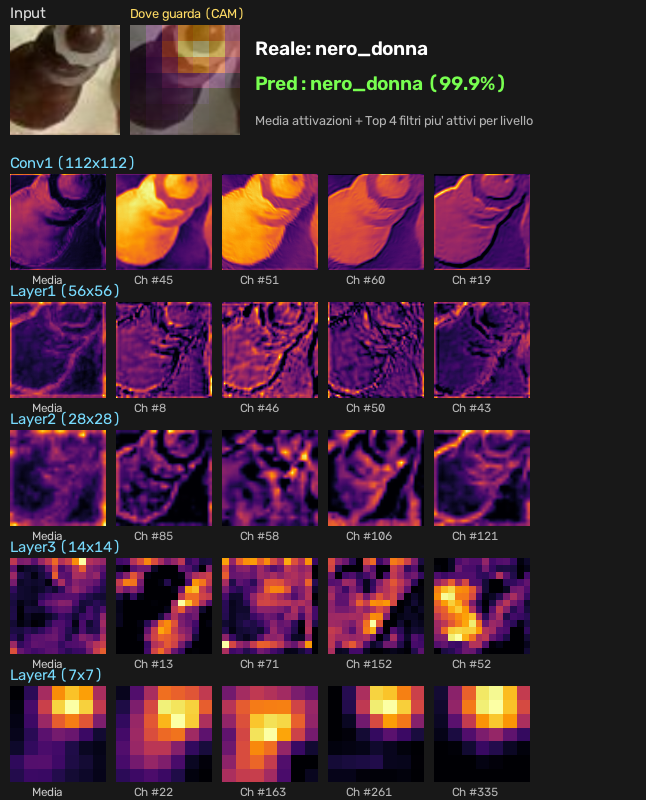 Input
Dove guarda (CAM)
Reale: nero_donna
Pred : nero_donna (99.9%)
Media attivazioni + Top 4 filtri piu' attivi per livello
Conv1 (112x112)
Media
Ch #45
Ch #51
Ch #60
Ch #19
Layer1 (56x56)
Media
Ch #8
Ch #46
Ch #50
Ch #43
Layer2 (28x28)
Media
Ch #85
Ch #58
Ch #106
Ch #121
Layer3 (14x14)
Media
Ch #13
Ch #71
Ch #152
Ch #52
Layer4 (7x7)
Media
Ch #22
Ch #163
Ch #261
Ch #335